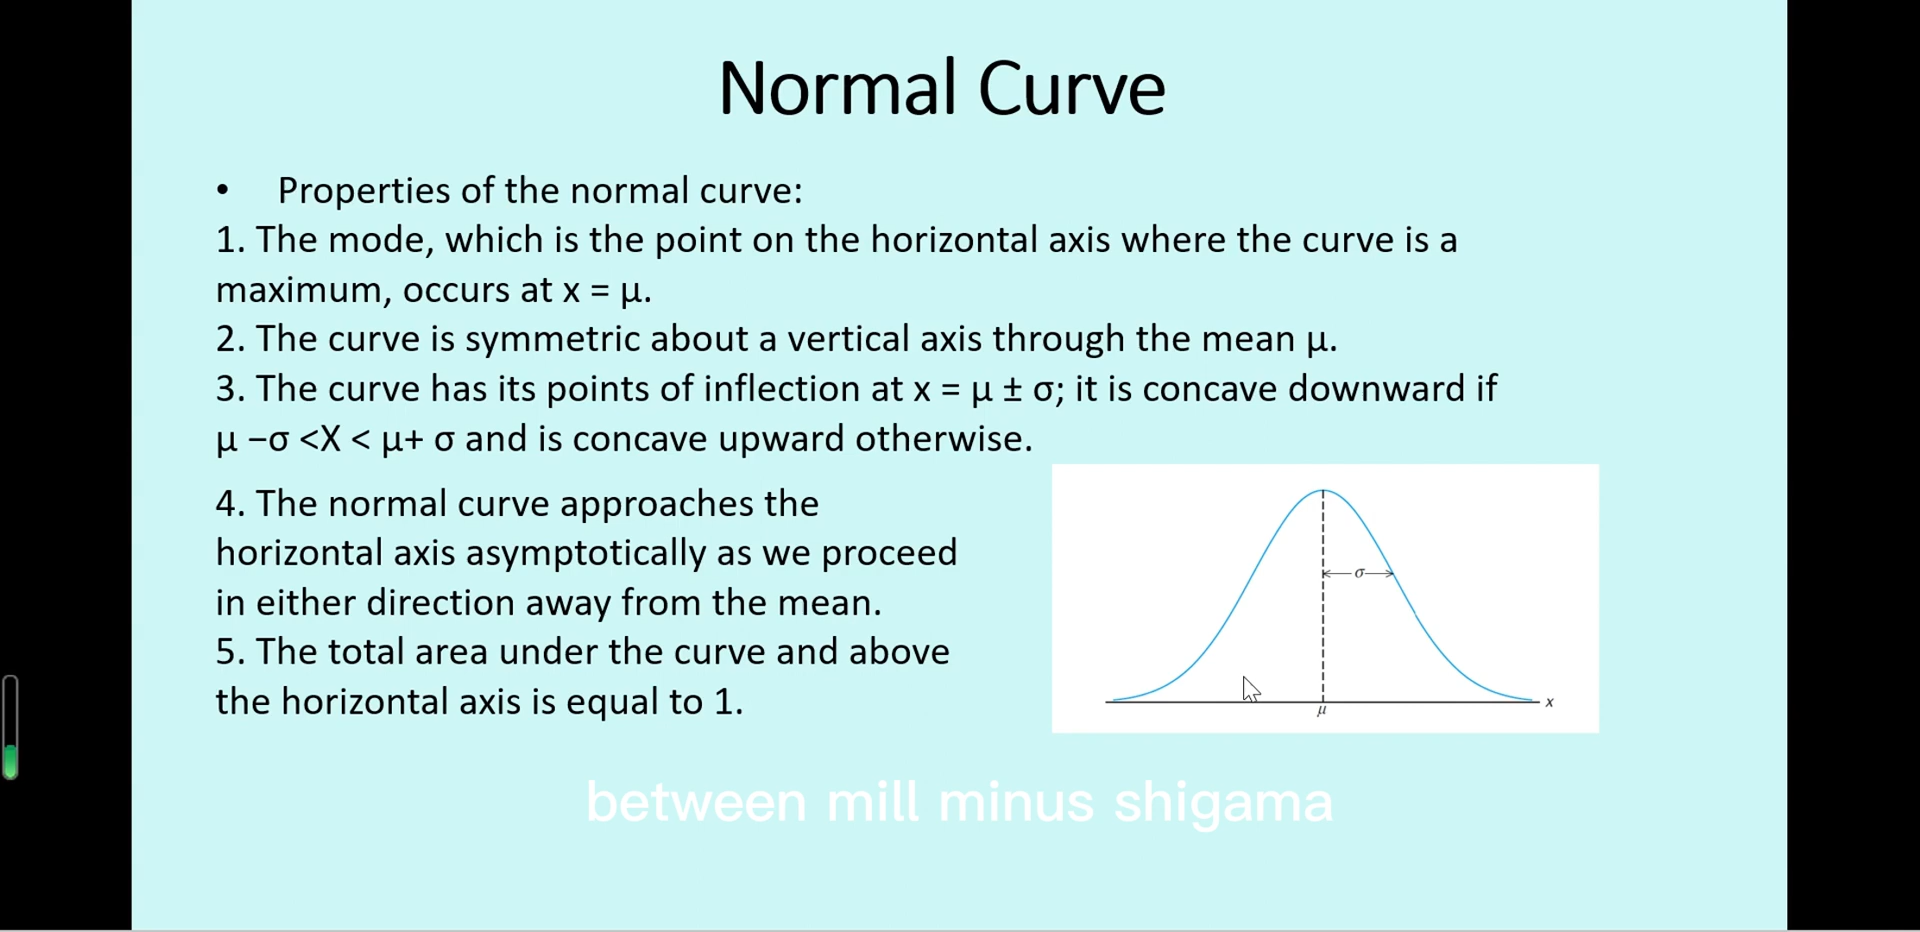 Normal Curve
• Properties of the normal curve:
1. The mode, which is the point on the horizontal axis where the curve is a
maximum, occurs at x = μ.
2. The curve is symmetric about a vertical axis through the mean μ.
3. The curve has its points of inflection at x = μ ± σ; it is concave downward if
μ −σ <X < μ+ σ and is concave upward otherwise.
4. The normal curve approaches the
horizontal axis asymptotically as we proceed
in either direction away from the mean.
5. The total area under the curve and above
the horizontal axis is equal to 1.
σ
x
μ
between mill minus shigama